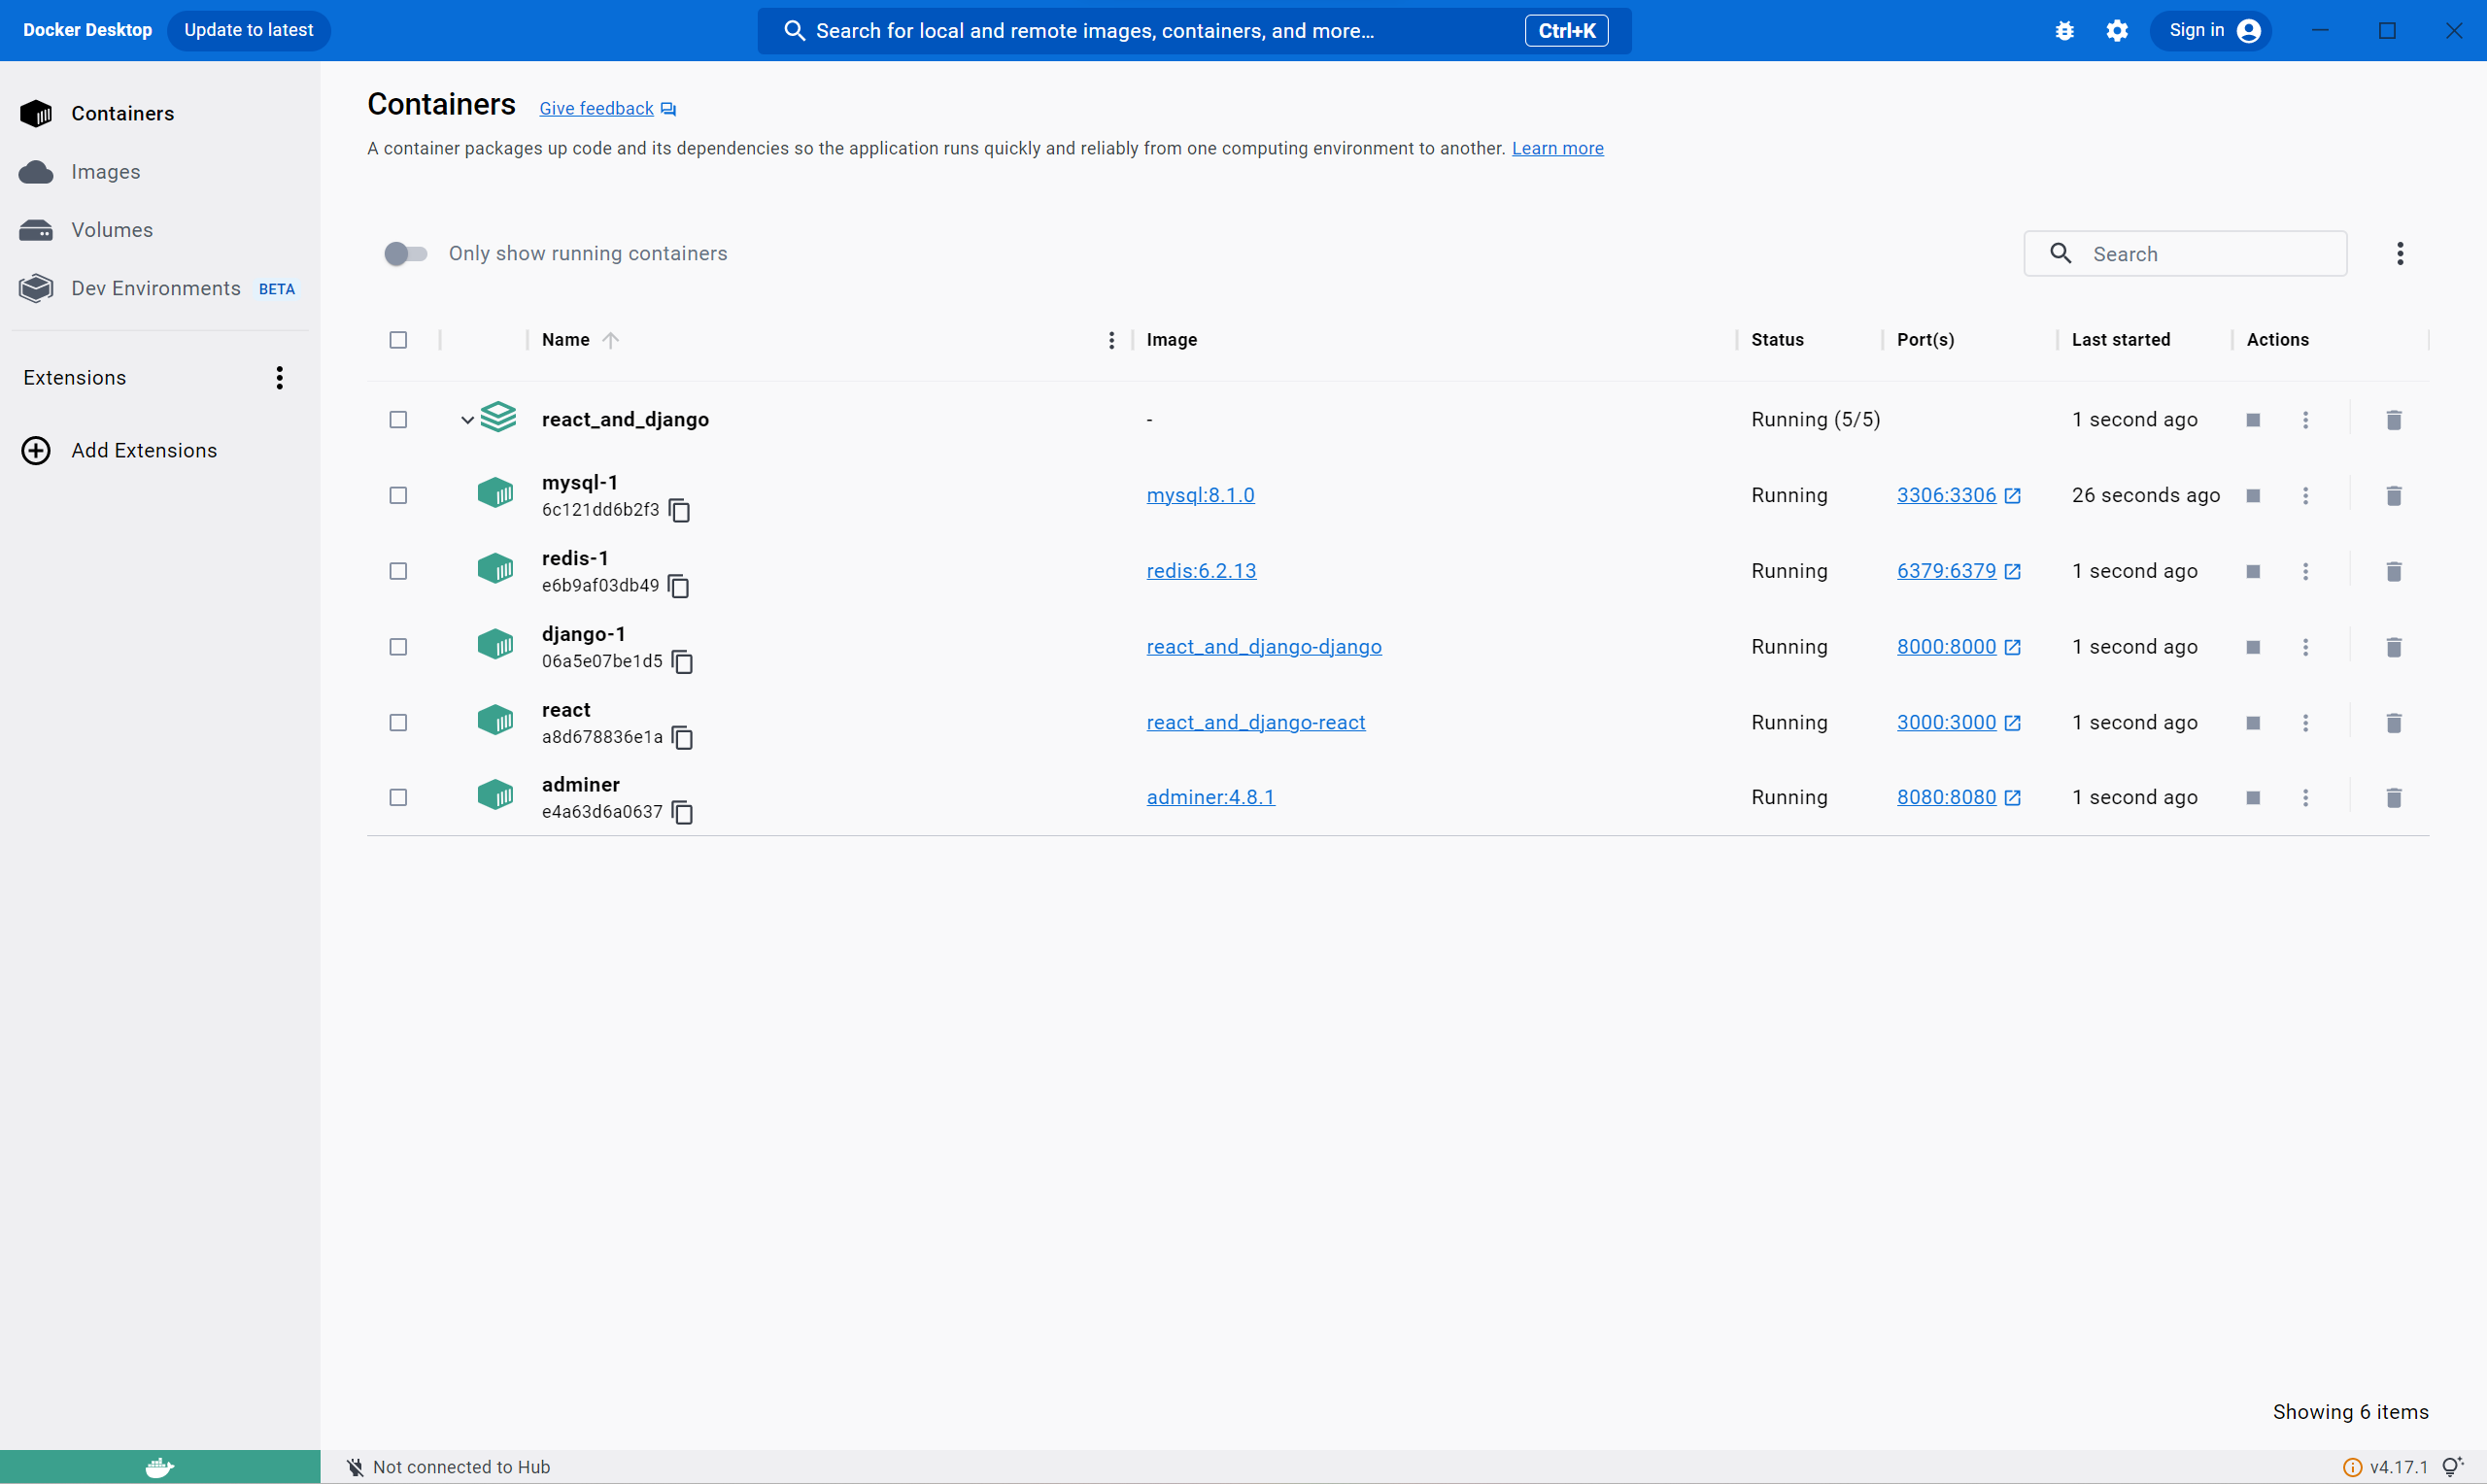 Docker Desktop Update to latest Search for local and remote images, containers, and more... Ctrl+K Sign in
Containers
Images
Volumes
Dev Environments BETA
Extensions
Add Extensions
Containers Give feedback
A container packages up code and its dependencies so the application runs quickly and reliably from one computing environment to another. Learn more
Only show running containers Search
Name Image Status Port(s) Last started Actions
react_and_django - Running (5/5) 1 second ago
mysql-1
6c121dd6b2f3 mysql:8.1.0 Running 3306:3306 26 seconds ago
redis-1
e6b9af03db49 redis:6.2.13 Running 6379:6379 1 second ago
django-1
06a5e07be1d5 react_and_django-django Running 8000:8000 1 second ago
react
a8d678836e1a react_and_django-react Running 3000:3000 1 second ago
adminer
e4a63d6a0637 adminer:4.8.1 Running 8080:8080 1 second ago
Showing 6 items
Not connected to Hub v4.17.1